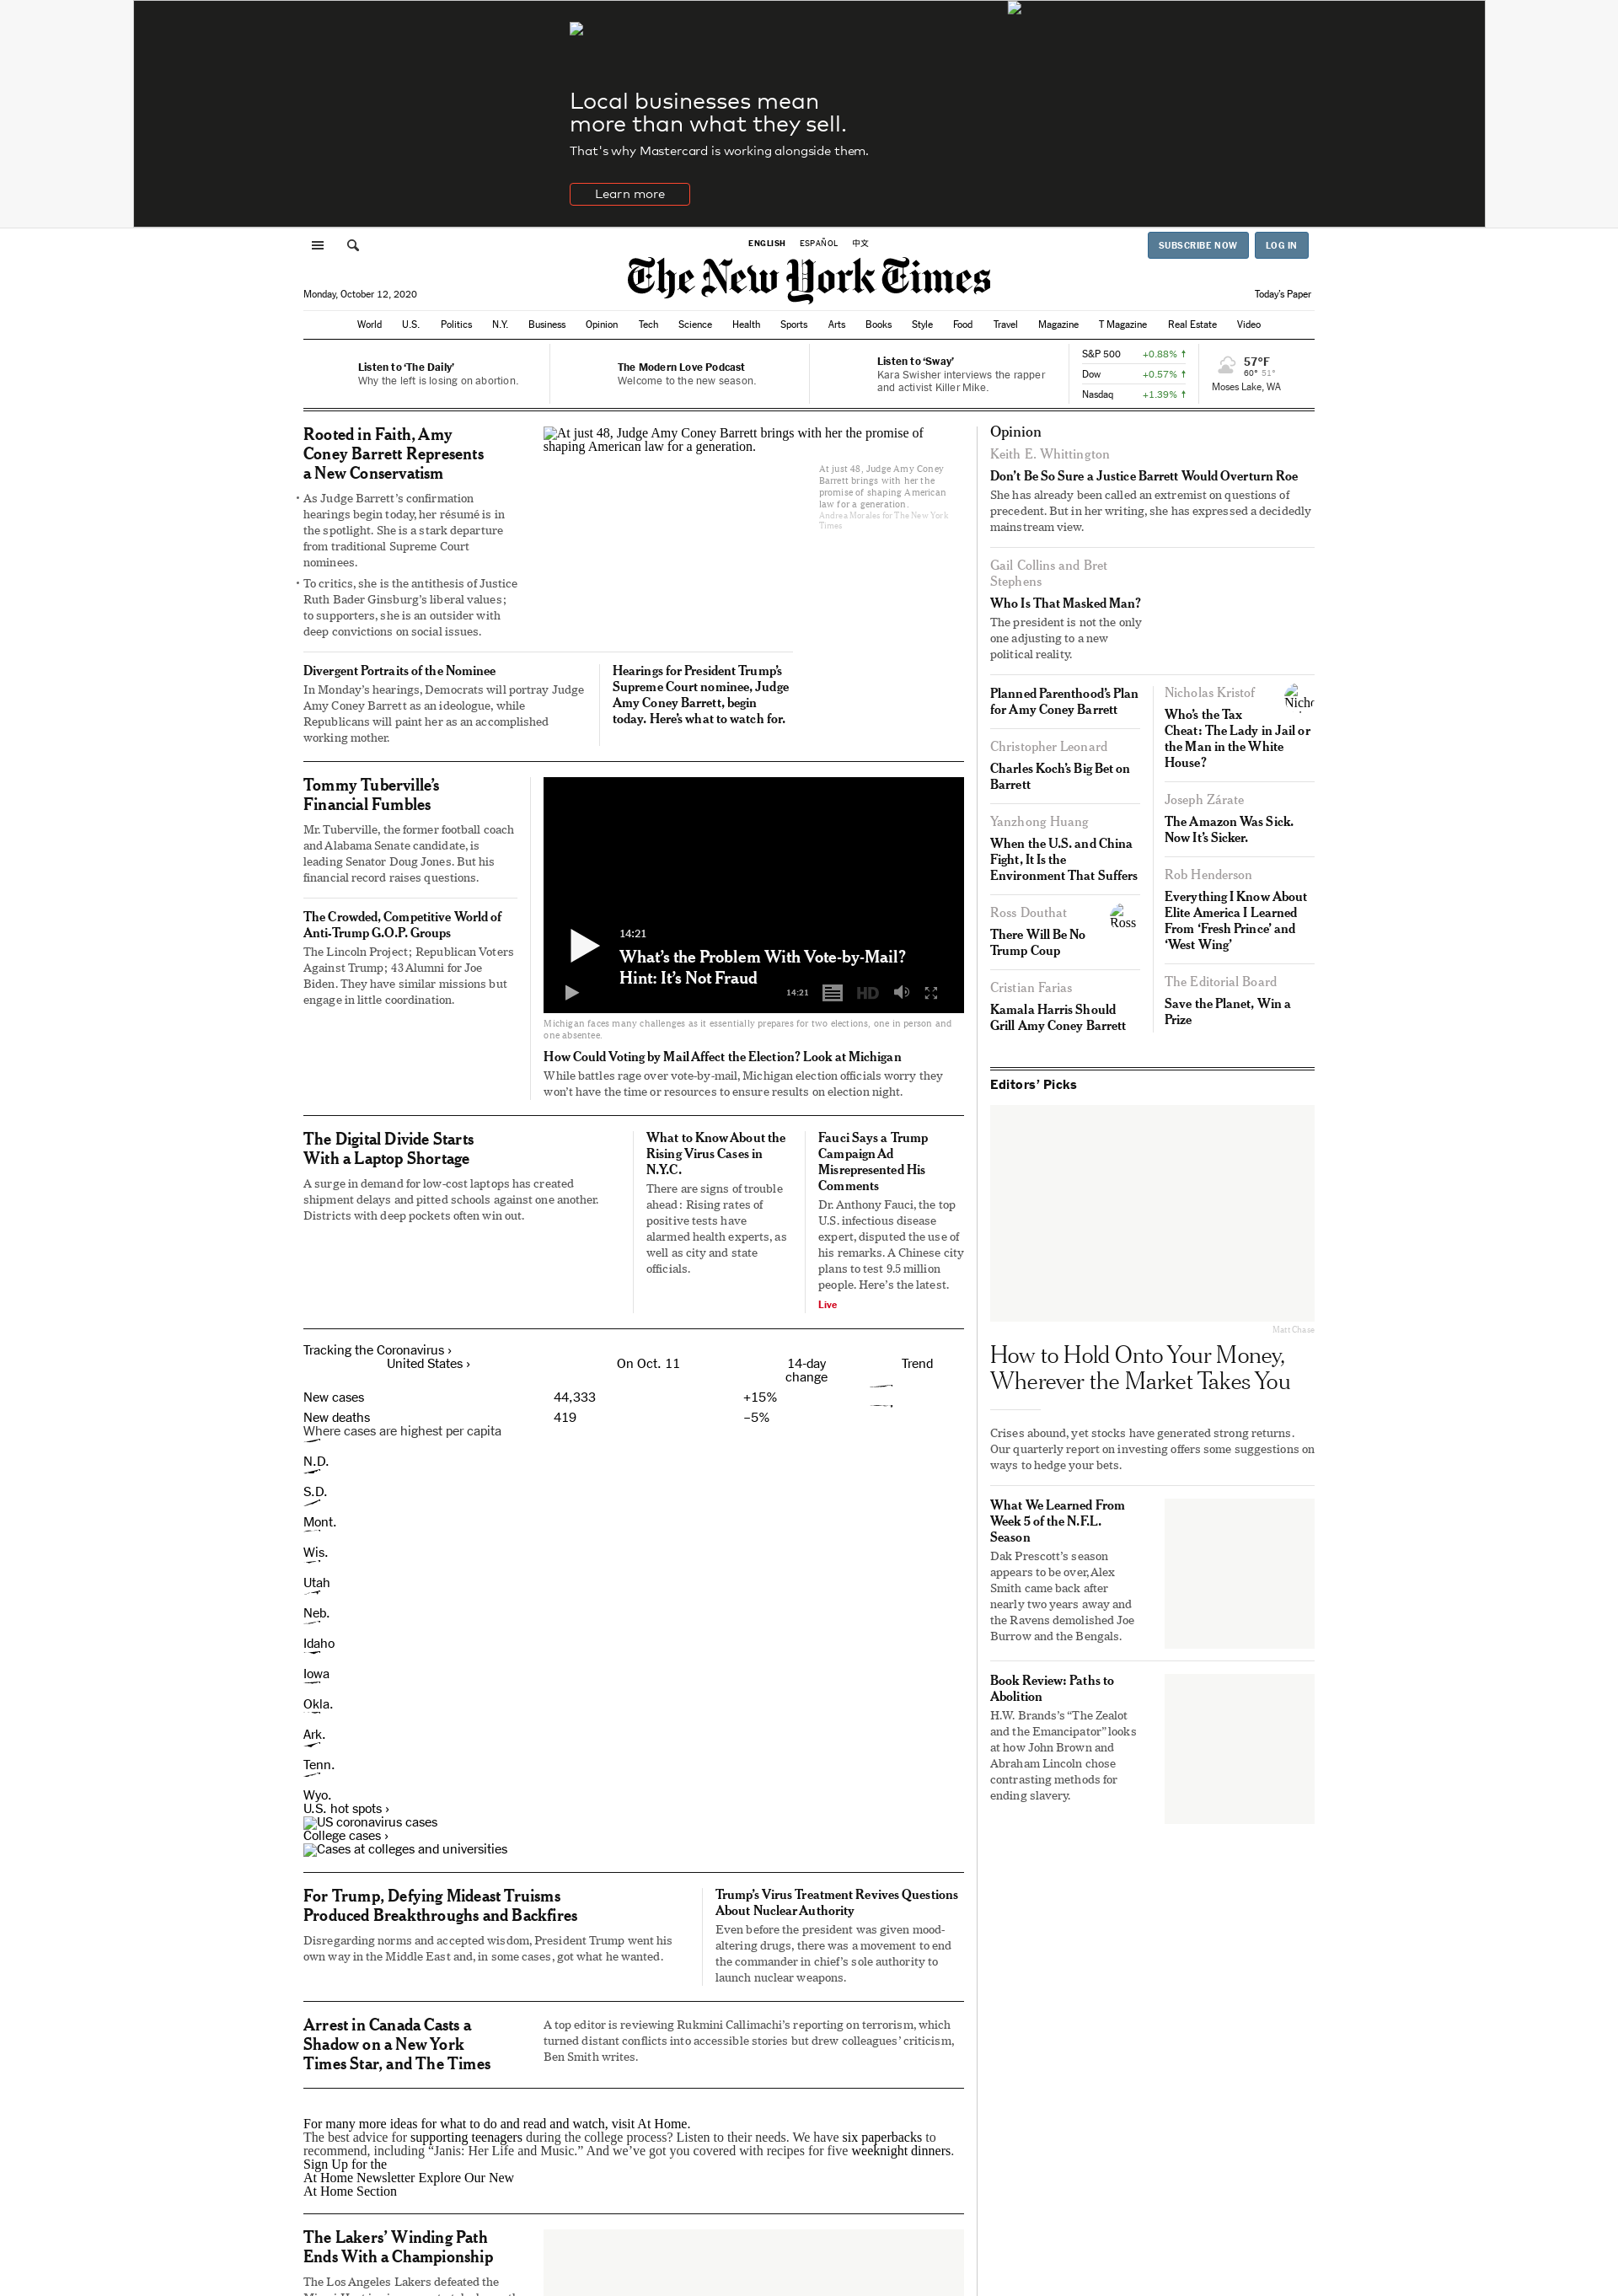 Local businesses mean
more than what they sell.
That's why Mastercard is working alongside them.
Learn more
ENGLISH ESPAÑOL 中文
SUBSCRIBE NOW LOG IN
The New York Times
Monday, October 12, 2020
Today's Paper
World U.S. Politics N.Y. Business Opinion Tech Science Health Sports Arts Books Style Food Travel Magazine T Magazine Real Estate Video
Listen to ‘The Daily’
Why the left is losing on abortion.
The Modern Love Podcast
Welcome to the new season.
Listen to ‘Sway’
Kara Swisher interviews the rapper
and activist Killer Mike.
S&P 500 +0.88% ↑
Dow +0.57% ↑
Nasdaq +1.39% ↑
57°F
60° 51°
Moses Lake, WA
Rooted in Faith, Amy
Coney Barrett Represents
a New Conservatism
• As Judge Barrett’s confirmation
hearings begin today, her résumé is in
the spotlight. She is a stark departure
from traditional Supreme Court
nominees.
• To critics, she is the antithesis of Justice
Ruth Bader Ginsburg’s liberal values;
to supporters, she is an outsider with
deep convictions on social issues.
At just 48, Judge Amy Coney Barrett brings with her the promise of
shaping American law for a generation.
At just 48, Judge Amy Coney
Barrett brings with her the
promise of shaping American
law for a generation.
Andrea Morales for The New York
Times
Divergent Portraits of the Nominee
In Monday’s hearings, Democrats will portray Judge
Amy Coney Barrett as an ideologue, while
Republicans will paint her as an accomplished
working mother.
Hearings for President Trump’s
Supreme Court nominee, Judge
Amy Coney Barrett, begin
today. Here’s what to watch for.
Tommy Tuberville’s
Financial Fumbles
Mr. Tuberville, the former football coach
and Alabama Senate candidate, is
leading Senator Doug Jones. But his
financial record raises questions.
The Crowded, Competitive World of
Anti-Trump G.O.P. Groups
The Lincoln Project; Republican Voters
Against Trump; 43 Alumni for Joe
Biden. They have similar missions but
engage in little coordination.
14:21
What’s the Problem With Vote-by-Mail?
Hint: It’s Not Fraud
14:21 HD
Michigan faces many challenges as it essentially prepares for two elections, one in person and
one absentee.
How Could Voting by Mail Affect the Election? Look at Michigan
While battles rage over vote-by-mail, Michigan election officials worry they
won’t have the time or resources to ensure results on election night.
The Digital Divide Starts
With a Laptop Shortage
A surge in demand for low-cost laptops has created
shipment delays and pitted schools against one another.
Districts with deep pockets often win out.
What to Know About the
Rising Virus Cases in
N.Y.C.
There are signs of trouble
ahead: Rising rates of
positive tests have
alarmed health experts, as
well as city and state
officials.
Fauci Says a Trump
Campaign Ad
Misrepresented His
Comments
Dr. Anthony Fauci, the top
U.S. infectious disease
expert, disputed the use of
his remarks. A Chinese city
plans to test 9.5 million
people. Here’s the latest.
Live
Tracking the Coronavirus ›
United States › On Oct. 11 14-day Trend
change
New cases 44,333 +15%
New deaths 419 –5%
Where cases are highest per capita
N.D.
S.D.
Mont.
Wis.
Utah
Neb.
Idaho
Iowa
Okla.
Ark.
Tenn.
Wyo.
U.S. hot spots ›
US coronavirus cases
College cases ›
Cases at colleges and universities
For Trump, Defying Mideast Truisms
Produced Breakthroughs and Backfires
Disregarding norms and accepted wisdom, President Trump went his
own way in the Middle East and, in some cases, got what he wanted.
Trump’s Virus Treatment Revives Questions
About Nuclear Authority
Even before the president was given mood-
altering drugs, there was a movement to end
the commander in chief’s sole authority to
launch nuclear weapons.
Arrest in Canada Casts a
Shadow on a New York
Times Star, and The Times
A top editor is reviewing Rukmini Callimachi’s reporting on terrorism, which
turned distant conflicts into accessible stories but drew colleagues’ criticism,
Ben Smith writes.
For many more ideas for what to do and read and watch, visit At Home.
The best advice for supporting teenagers during the college process? Listen to their needs. We have six paperbacks to
recommend, including “Janis: Her Life and Music.” And we’ve got you covered with recipes for five weeknight dinners.
Sign Up for the
At Home Newsletter Explore Our New
At Home Section
The Lakers’ Winding Path
Ends With a Championship
The Los Angeles Lakers defeated the
Opinion
Keith E. Whittington
Don’t Be So Sure a Justice Barrett Would Overturn Roe
She has already been called an extremist on questions of
precedent. But in her writing, she has expressed a decidedly
mainstream view.
Gail Collins and Bret
Stephens
Who Is That Masked Man?
The president is not the only
one adjusting to a new
political reality.
Planned Parenthood’s Plan
for Amy Coney Barrett
Christopher Leonard
Charles Koch’s Big Bet on
Barrett
Yanzhong Huang
When the U.S. and China
Fight, It Is the
Environment That Suffers
Ross Douthat
Ross
There Will Be No
Trump Coup
Cristian Farias
Kamala Harris Should
Grill Amy Coney Barrett
Nicholas Kristof
Who’s the Tax
Cheat: The Lady in Jail or
the Man in the White
House?
Joseph Zárate
The Amazon Was Sick.
Now It’s Sicker.
Rob Henderson
Everything I Know About
Elite America I Learned
From ‘Fresh Prince’ and
‘West Wing’
The Editorial Board
Save the Planet, Win a
Prize
Editors’ Picks
Matt Chase
How to Hold Onto Your Money,
Wherever the Market Takes You
Crises abound, yet stocks have generated strong returns.
Our quarterly report on investing offers some suggestions on
ways to hedge your bets.
What We Learned From
Week 5 of the N.F.L.
Season
Dak Prescott’s season
appears to be over, Alex
Smith came back after
nearly two years away and
the Ravens demolished Joe
Burrow and the Bengals.
Book Review: Paths to
Abolition
H.W. Brands’s “The Zealot
and the Emancipator” looks
at how John Brown and
Abraham Lincoln chose
contrasting methods for
ending slavery.